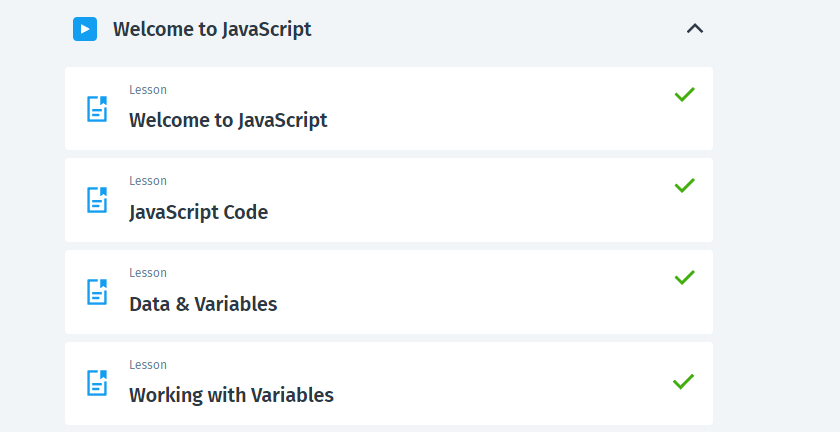 Welcome to JavaScript
Lesson
Welcome to JavaScript
Lesson
JavaScript Code
Lesson
Data & Variables
Lesson
Working with Variables